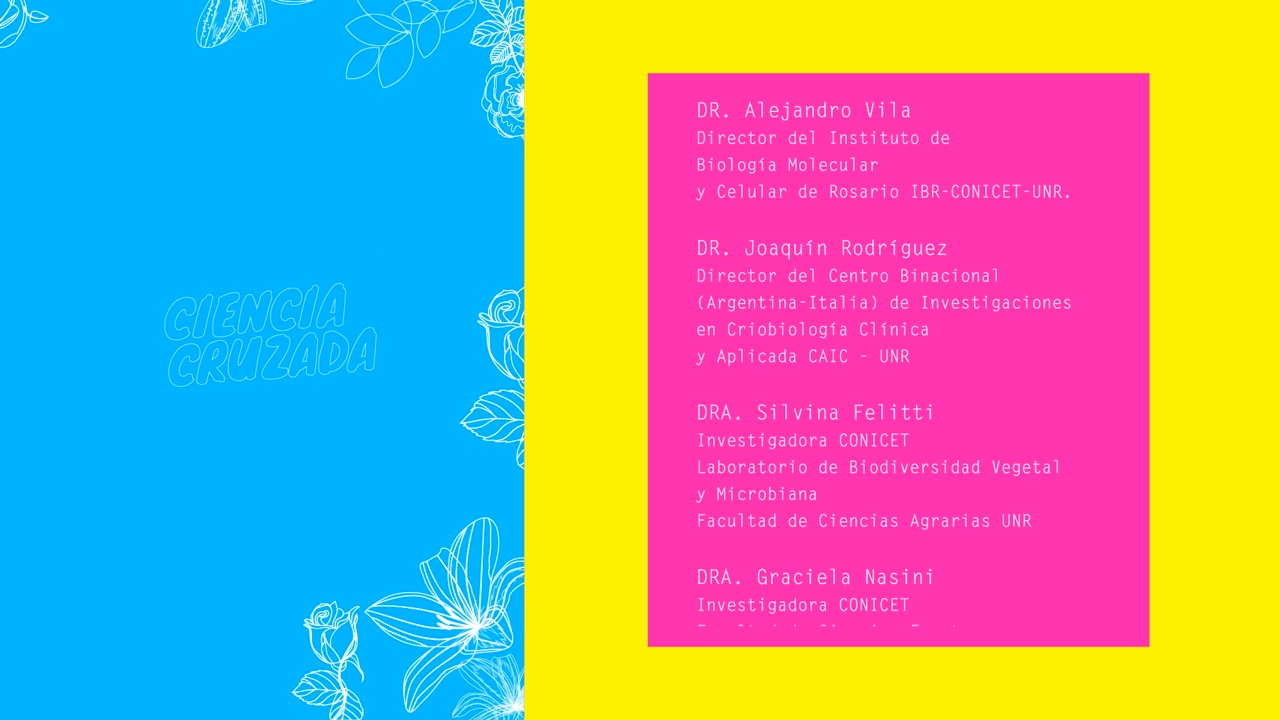 CIENCIA
CRUZADA
DR. Alejandro Vila
Director del Instituto de
Biología Molecular
y Celular de Rosario IBR-CONICET-UNR.
DR. Joaquín Rodríguez
Director del Centro Binacional
(Argentina-Italia) de Investigaciones
en Criobiología Clínica
y Aplicada CAIC - UNR
DRA. Silvina Felitti
Investigadora CONICET
Laboratorio de Biodiversidad Vegetal
y Microbiana
Facultad de Ciencias Agrarias UNR
DRA. Graciela Nasini
Investigadora CONICET